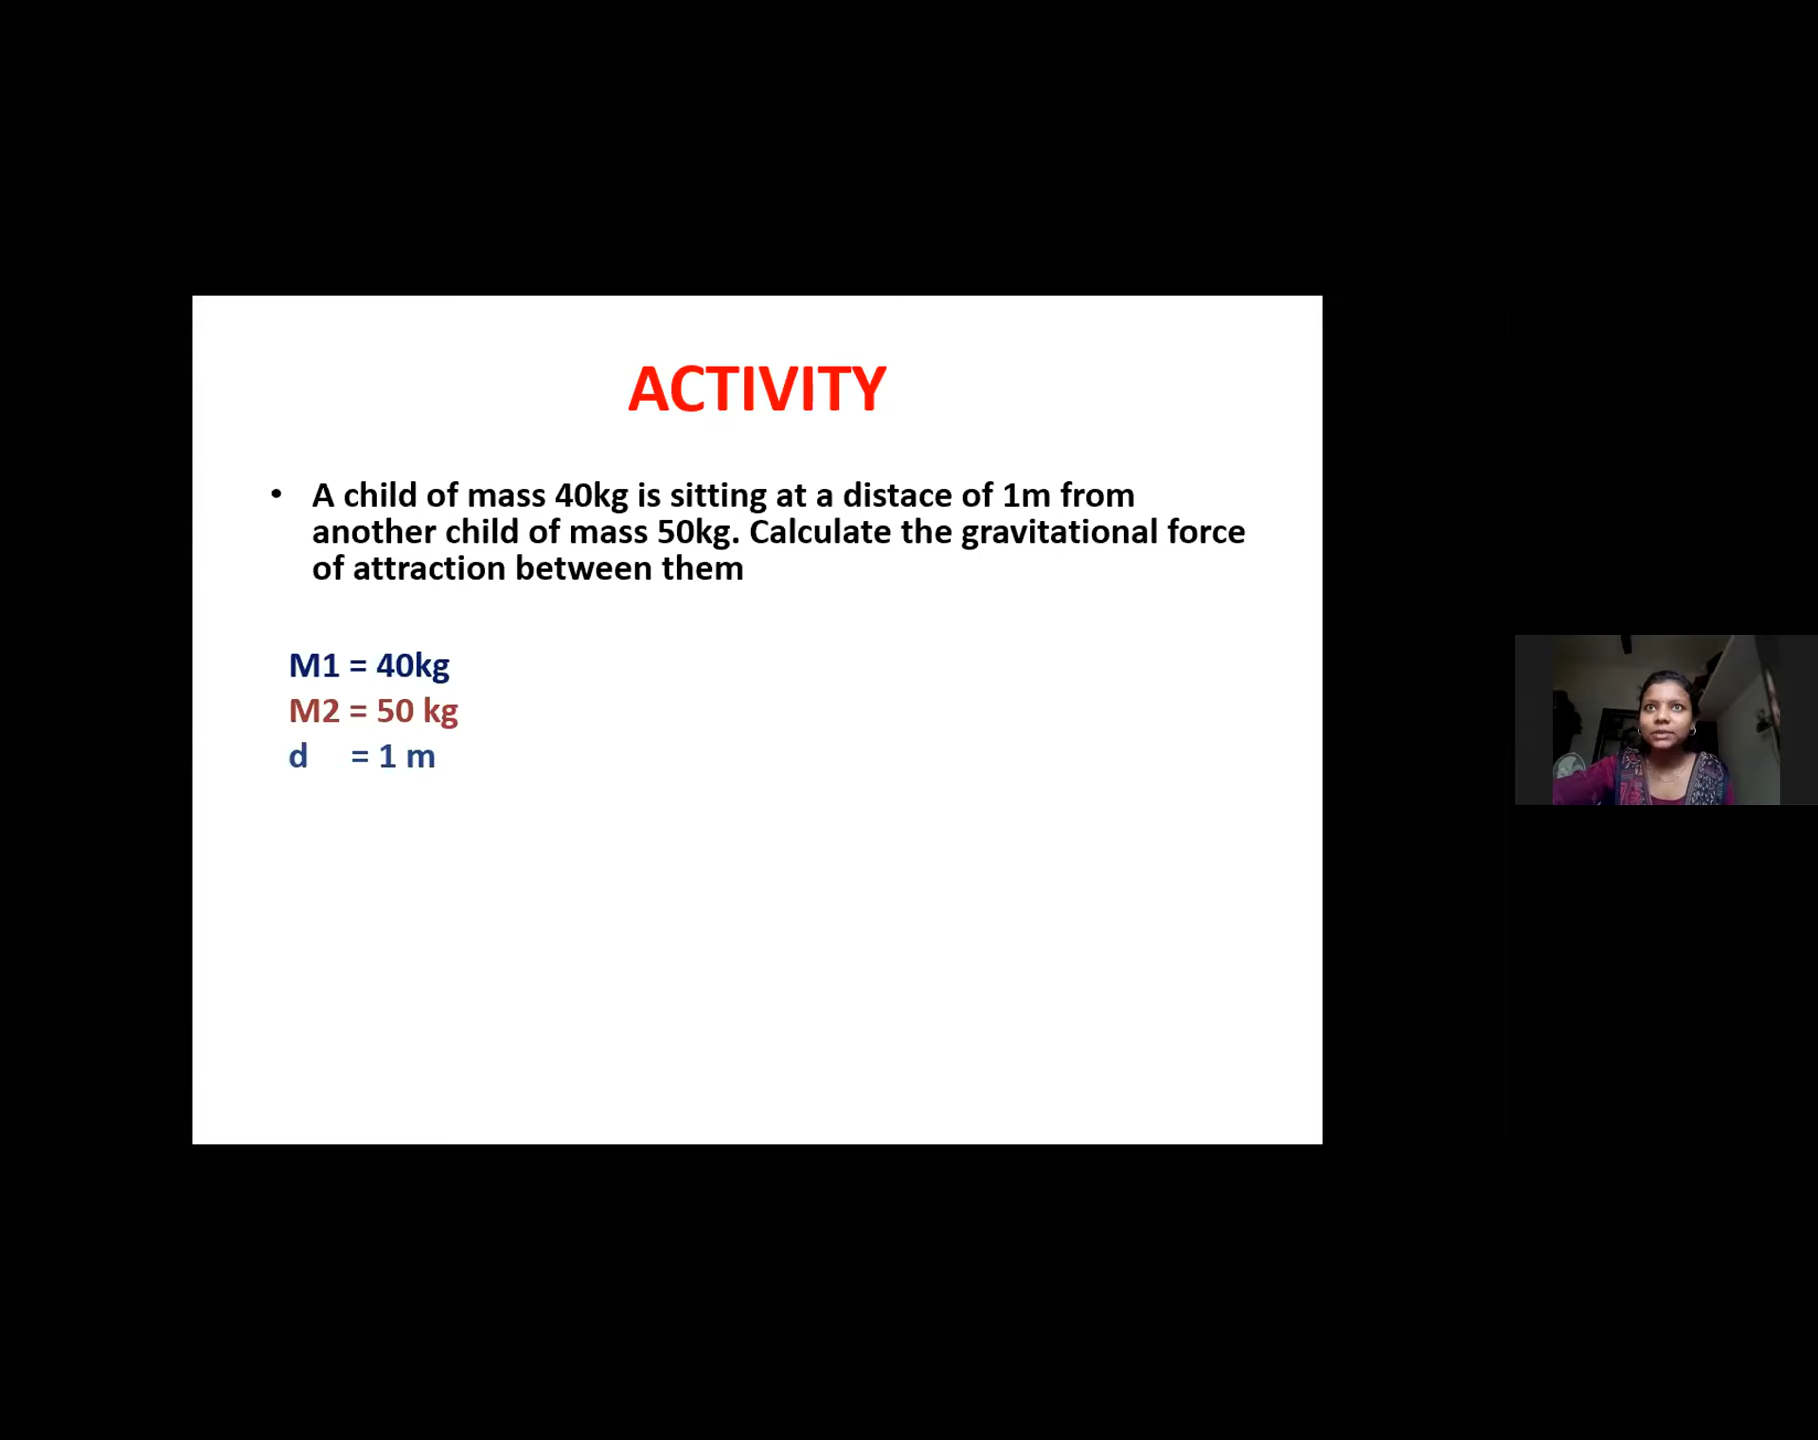 ACTIVITY
• A child of mass 40kg is sitting at a distace of 1m from
another child of mass 50kg. Calculate the gravitational force
of attraction between them
M1 = 40kg
M2 = 50 kg
d = 1 m